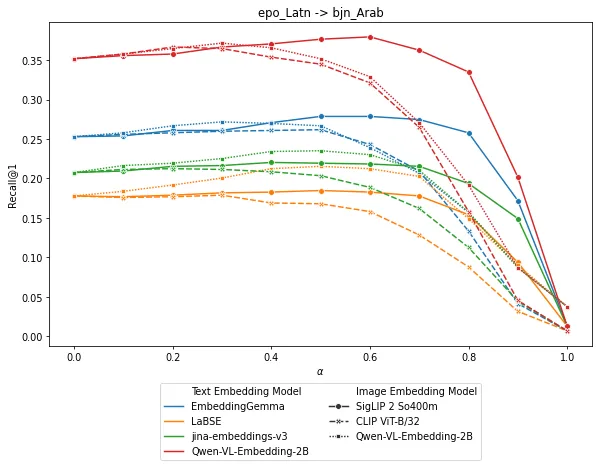 epo_Latn -> bjn_Arab
Recall@1
0.35
0.30
0.25
0.20
0.15
0.10
0.05
0.00
0.0 0.2 0.4 0.6 0.8 1.0
α
Text Embedding Model Image Embedding Model
EmbeddingGemma SigLIP 2 So400m
LaBSE CLIP ViT-B/32
jina-embeddings-v3 Qwen-VL-Embedding-2B
Qwen-VL-Embedding-2B